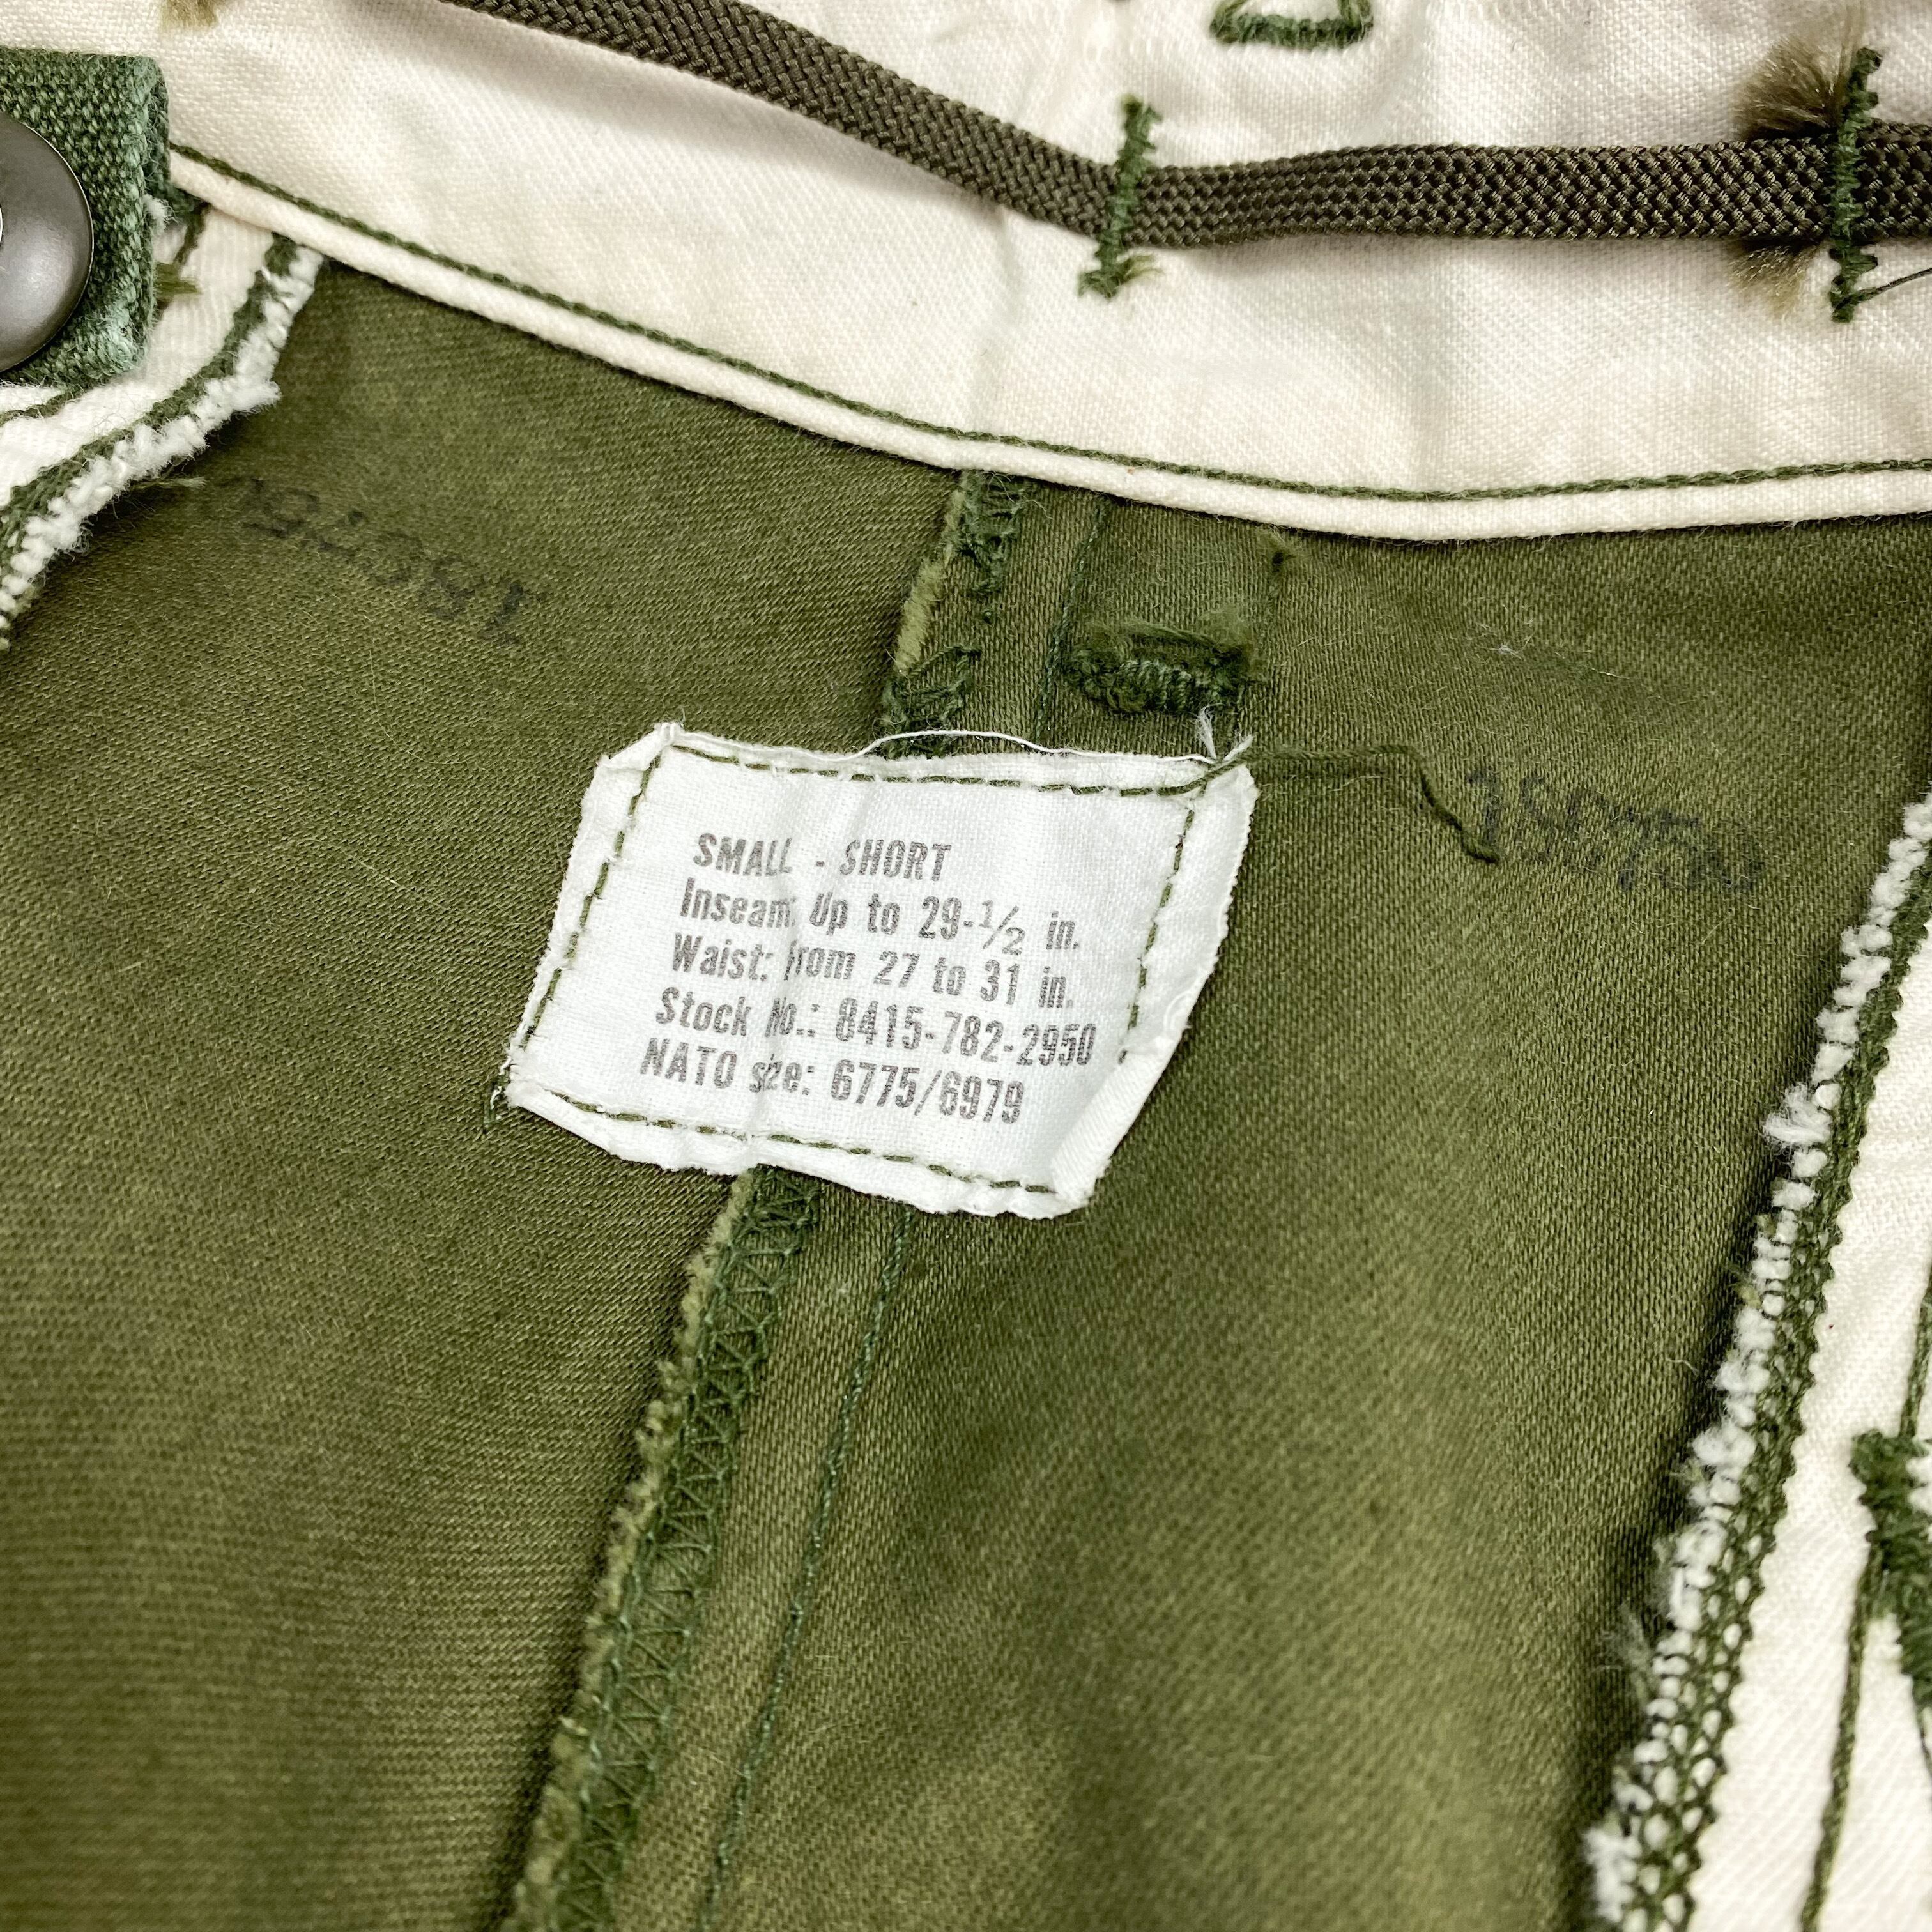 SMALL - SHORT
Inseam: Up to 29-1/2 in.
Waist: From 27 to 31 in.
Stock No.: 8415-782-2950
NATO size: 6775/6979